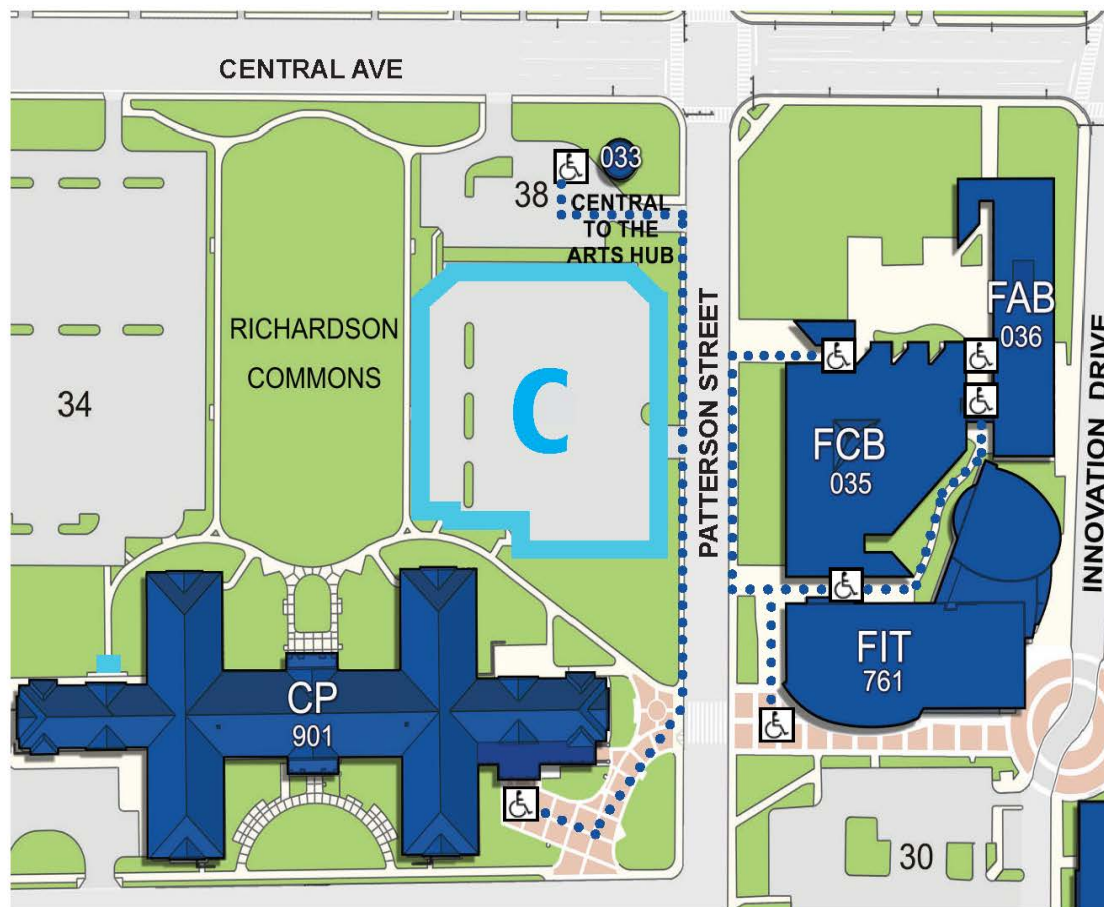 CENTRAL AVE
033
38
CENTRAL
TO THE
ARTS HUB
RICHARDSON
COMMONS
34
C
PATTERSON STREET
FAB
036
FCB
035
INNOVATION DRIVE
FIT
761
CP
901
30